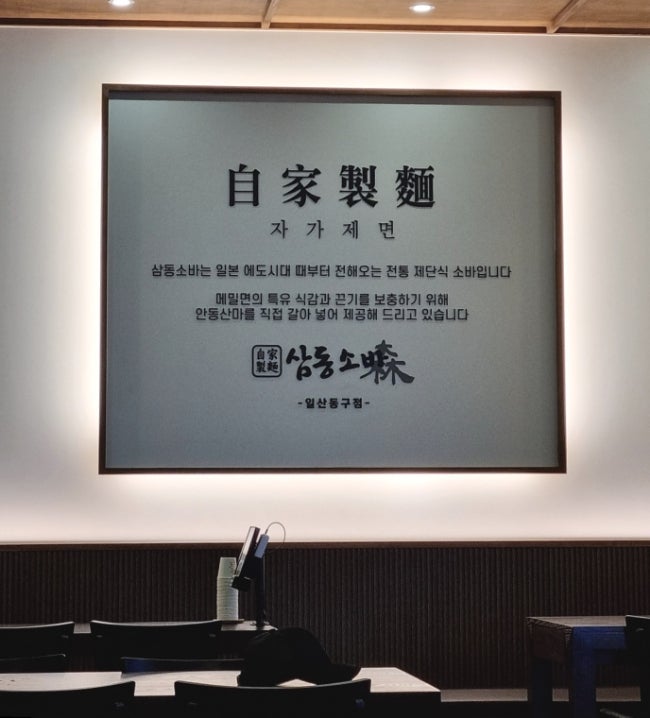 自家製麵
자가제면
삼동소바는 일본 에도시대 때부터 전해오는 전통 제단식 소바입니다
메밀면의 특유 식감과 끈기를 보충하기 위해
안동산마를 직접 갈아 넣어 제공해 드리고 있습니다
自家製麵 삼동소바森
-일산동구점-